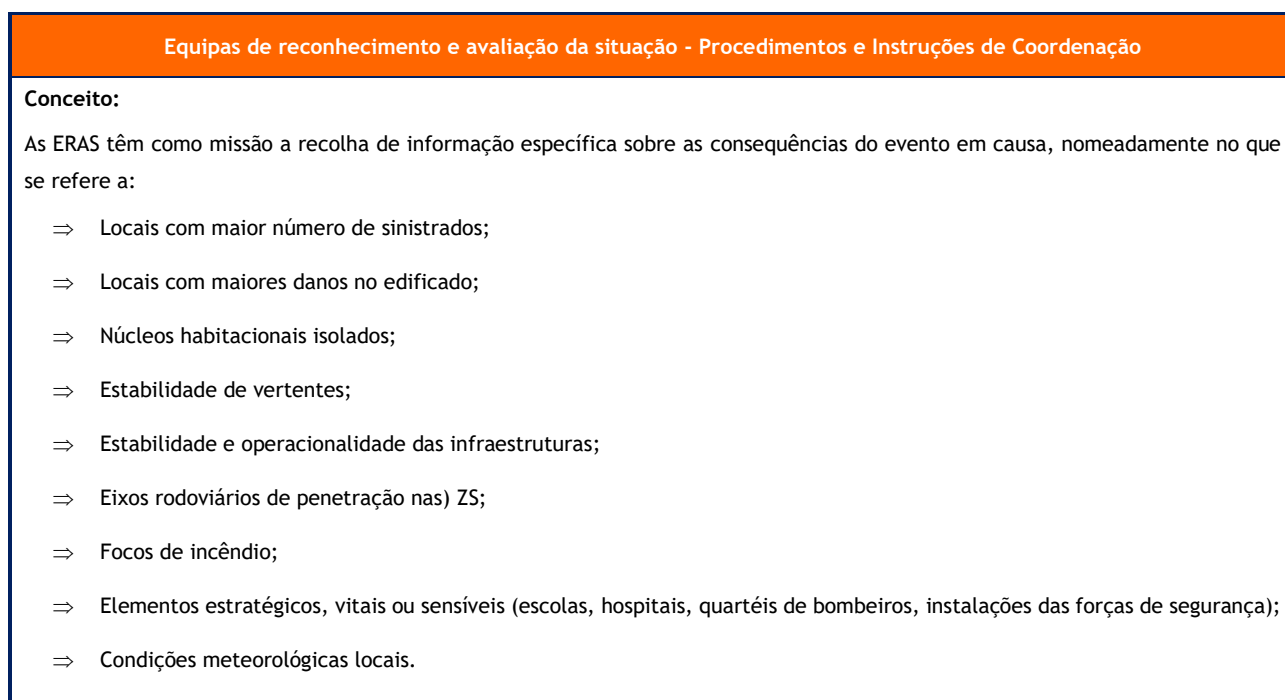 Equipas de reconhecimento e avaliação da situação - Procedimentos e Instruções de Coordenação
Conceito:
As ERAS têm como missão a recolha de informação específica sobre as consequências do evento em causa, nomeadamente no que
se refere a:
⇒ Locais com maior número de sinistrados;
⇒ Locais com maiores danos no edificado;
⇒ Núcleos habitacionais isolados;
⇒ Estabilidade de vertentes;
⇒ Estabilidade e operacionalidade das infraestruturas;
⇒ Eixos rodoviários de penetração nas) ZS;
⇒ Focos de incêndio;
⇒ Elementos estratégicos, vitais ou sensíveis (escolas, hospitais, quartéis de bombeiros, instalações das forças de segurança);
⇒ Condições meteorológicas locais.